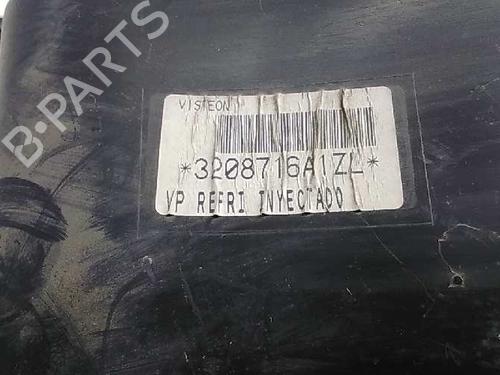 B-PARTS
VISTEON
*3208716A1ZL*
VP REFRI INYECTADO